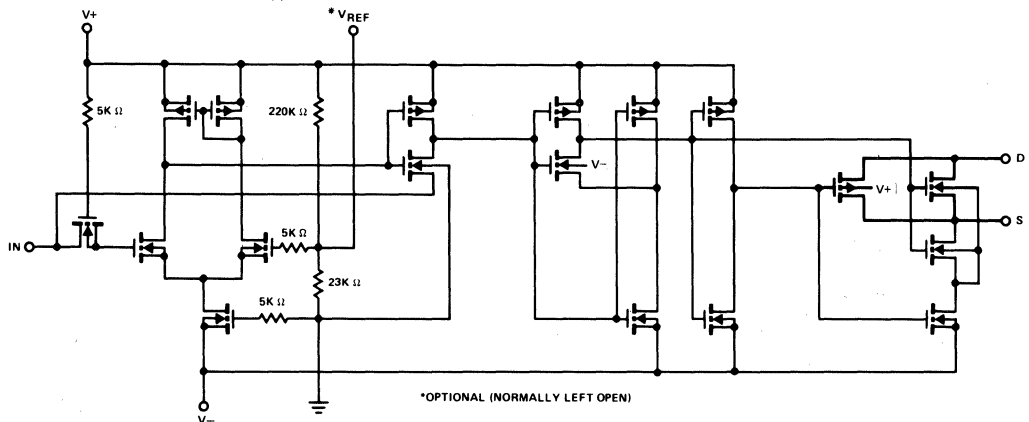 V+
* VREF
5K Ω
220K Ω
V–
D
V+
S
IN
5K Ω
23K Ω
5K Ω
*OPTIONAL (NORMALLY LEFT OPEN)
V–